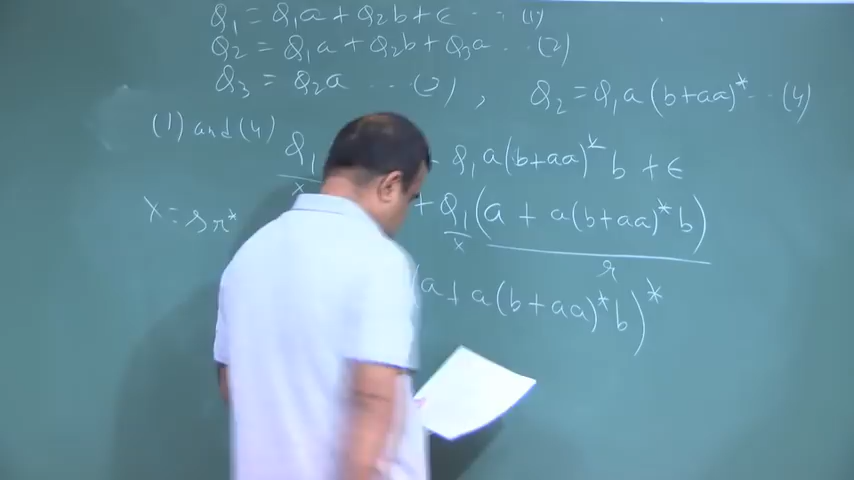 Q₁ = Q₁a + Q₂b + ε ... (1)
Q₂ = Q₁a + Q₂b + Q₃a ... (2)
Q₃ = Q₂a ... (3) , Q₂ = Q₁a(b+aa)* ... (4)
(1) and (4) Q₁ + Q₁a(b+aa)* b + ε
x
+ Q₁(a + a(b+aa)* b)
x
X = sr* r
(a + a(b+aa)* b)*